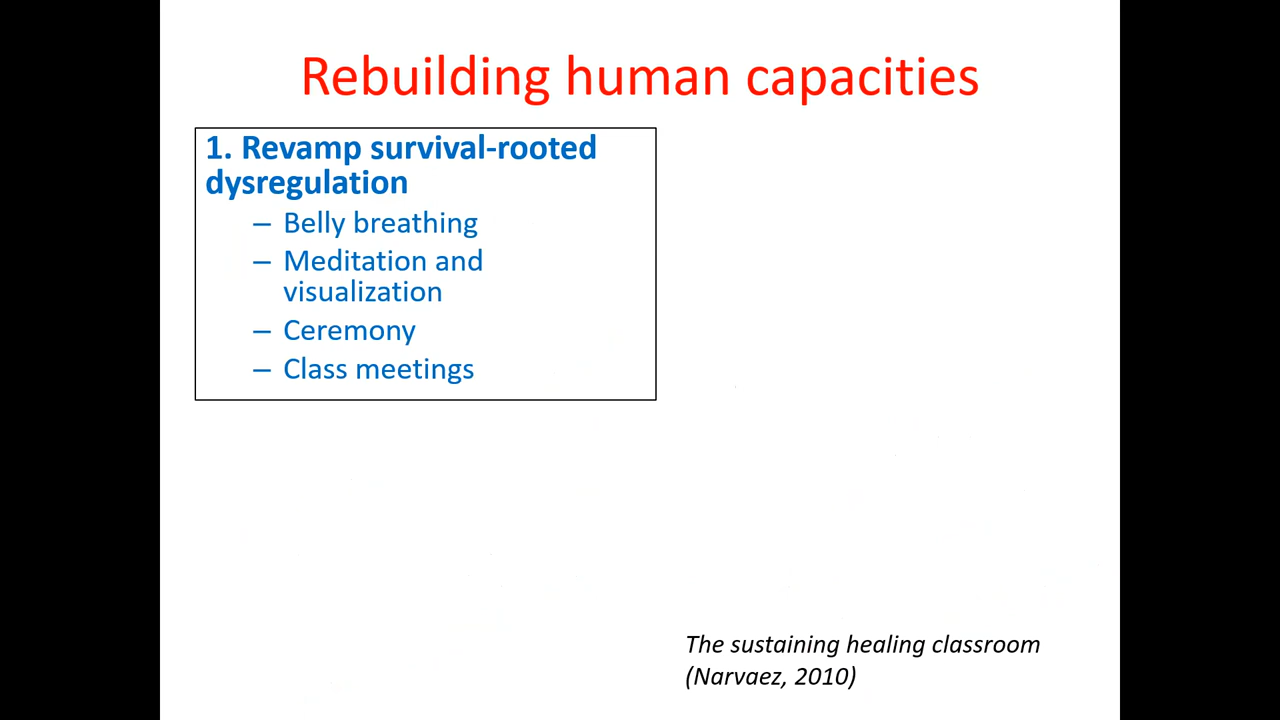 Rebuilding human capacities
1. Revamp survival-rooted
dysregulation
– Belly breathing
– Meditation and
visualization
– Ceremony
– Class meetings
The sustaining healing classroom
(Narvaez, 2010)